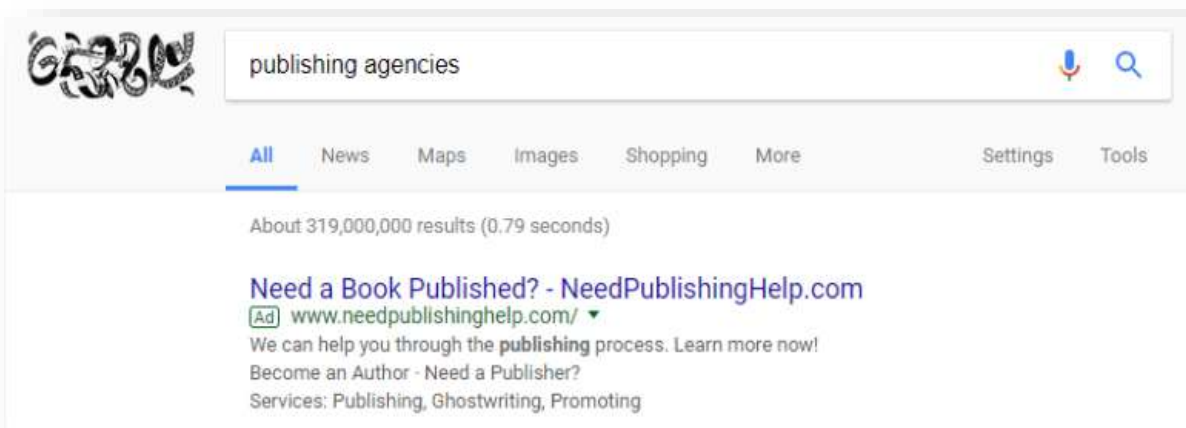 publishing agencies
All News Maps Images Shopping More Settings Tools
About 319,000,000 results (0.79 seconds)
Need a Book Published? - NeedPublishingHelp.com
Ad www.needpublishinghelp.com/
We can help you through the publishing process. Learn more now!
Become an Author - Need a Publisher?
Services: Publishing, Ghostwriting, Promoting